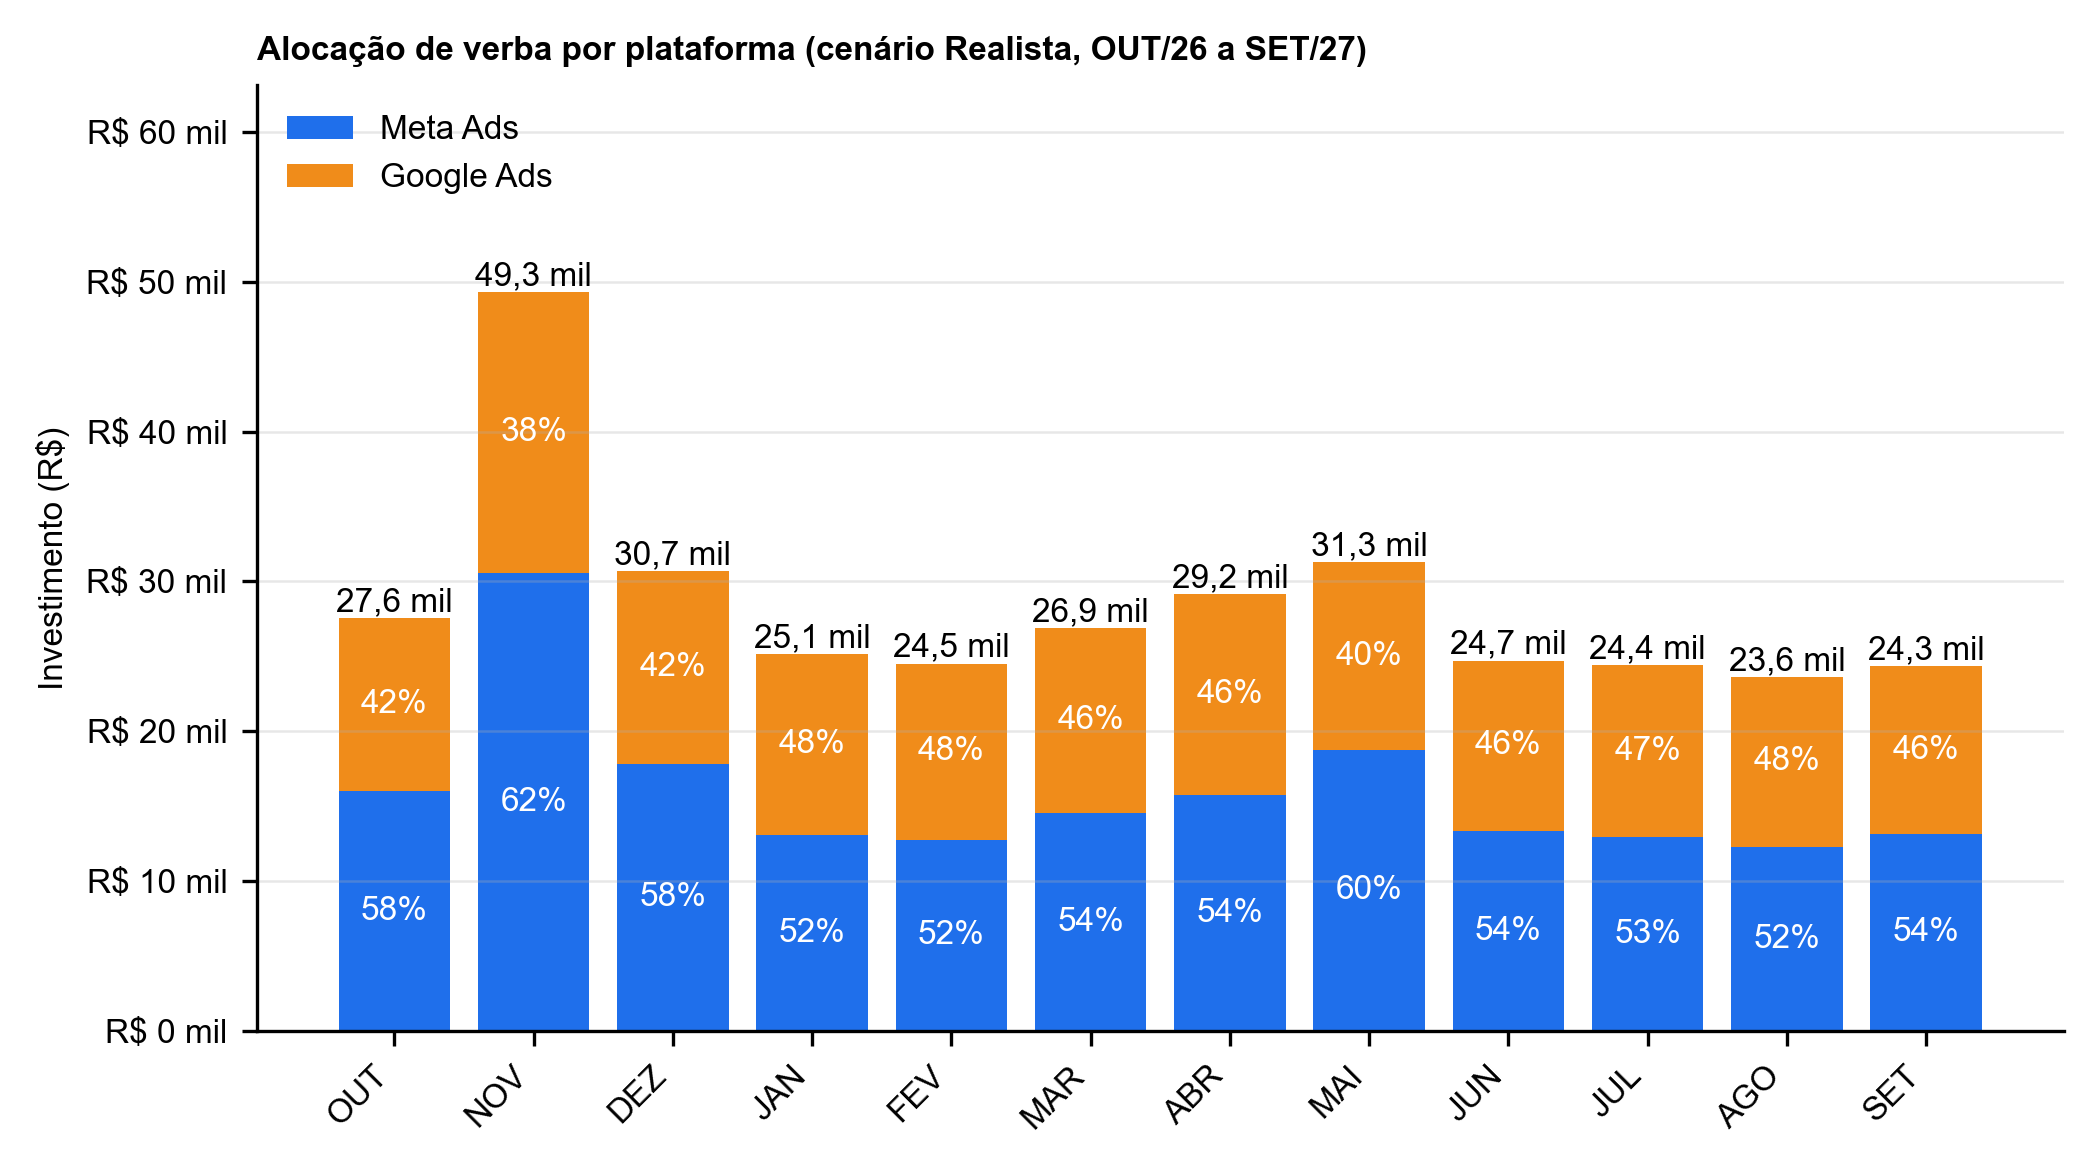 Alocação de verba por plataforma (cenário Realista, OUT/26 a SET/27)
Meta Ads
Google Ads
Investimento (R$)
R$ 60 mil
R$ 50 mil
R$ 40 mil
R$ 30 mil
R$ 20 mil
R$ 10 mil
R$ 0 mil
27,6 mil
42%
58%
49,3 mil
38%
62%
30,7 mil
42%
58%
25,1 mil
48%
52%
24,5 mil
48%
52%
26,9 mil
46%
54%
29,2 mil
46%
54%
31,3 mil
40%
60%
24,7 mil
46%
54%
24,4 mil
47%
53%
23,6 mil
48%
52%
24,3 mil
46%
54%
OUT
NOV
DEZ
JAN
FEV
MAR
ABR
MAI
JUN
JUL
AGO
SET